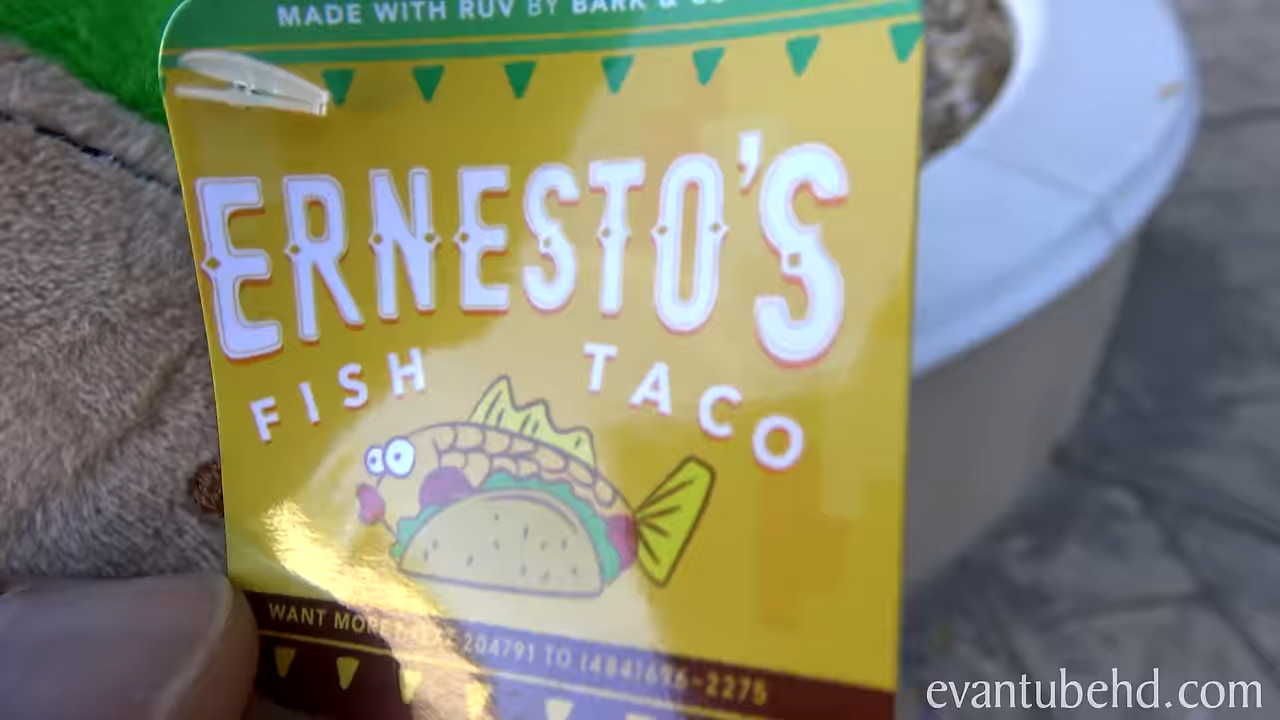 MADE WITH RUV BY BARK & CO
ERNESTO'S
FISH TACO
WANT MORE? TEXT 204791 TO (484)696-2275
evantubehd.com